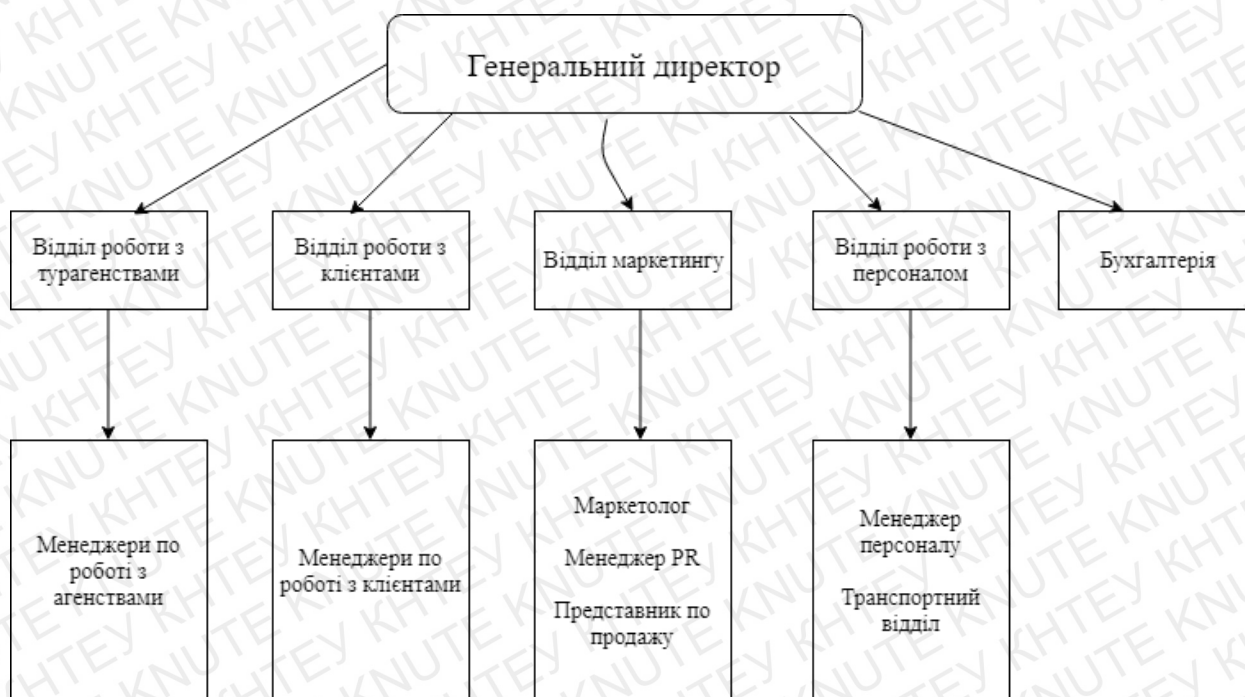 Генеральний директор
Відділ роботи з
турагенствами
Відділ роботи з
клієнтами
Відділ маркетингу
Відділ роботи з
персоналом
Бухгалтерія
Менеджери по
роботі з
агенствами
Менеджери по
роботі з клієнтами
Маркетолог
Менеджер PR
Представник по
продажу
Менеджер
персоналу
Транспортний
відділ